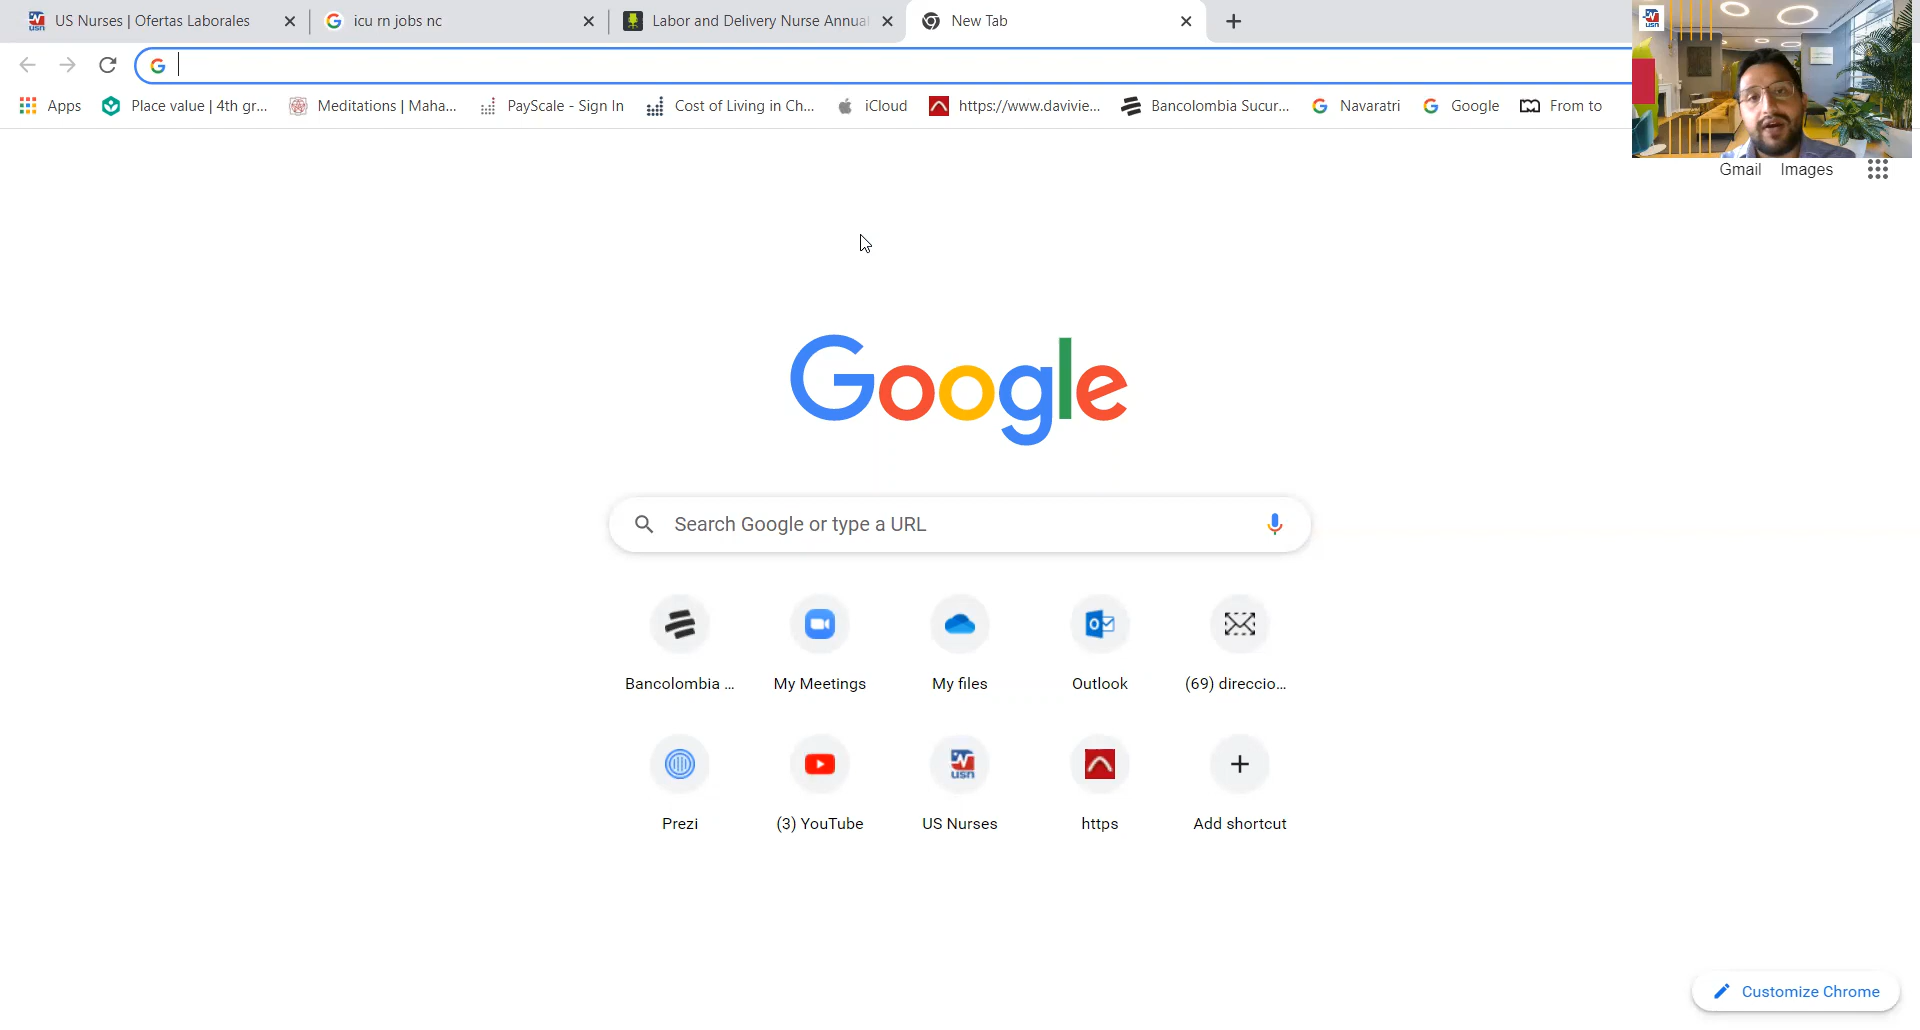 US Nurses | Ofertas Laborales
icu rn jobs nc
Labor and Delivery Nurse Annual
New Tab
Apps
Place value | 4th gr...
Meditations | Maha...
PayScale - Sign In
Cost of Living in Ch...
iCloud
https://www.davivie...
Bancolombia Sucur...
Navaratri
Google
From to
usn
Gmail
Images
Google
Search Google or type a URL
Bancolombia ...
My Meetings
My files
Outlook
(69) direccio...
usn
Prezi
(3) YouTube
US Nurses
https
Add shortcut
Customize Chrome